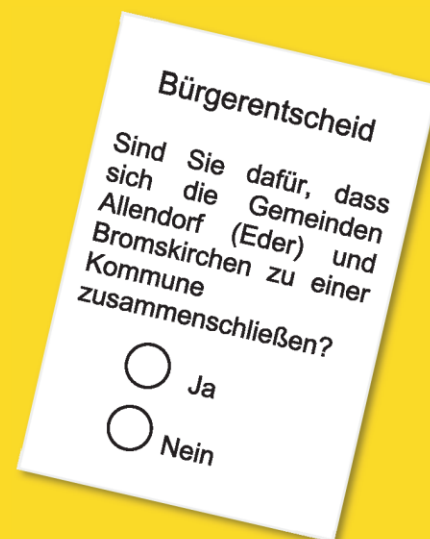 Bürgerentscheid
Sind Sie dafür, dass
sich die Gemeinden
Allendorf (Eder) und
Bromskirchen zu einer
Kommune
zusammenschließen?
Ja
Nein